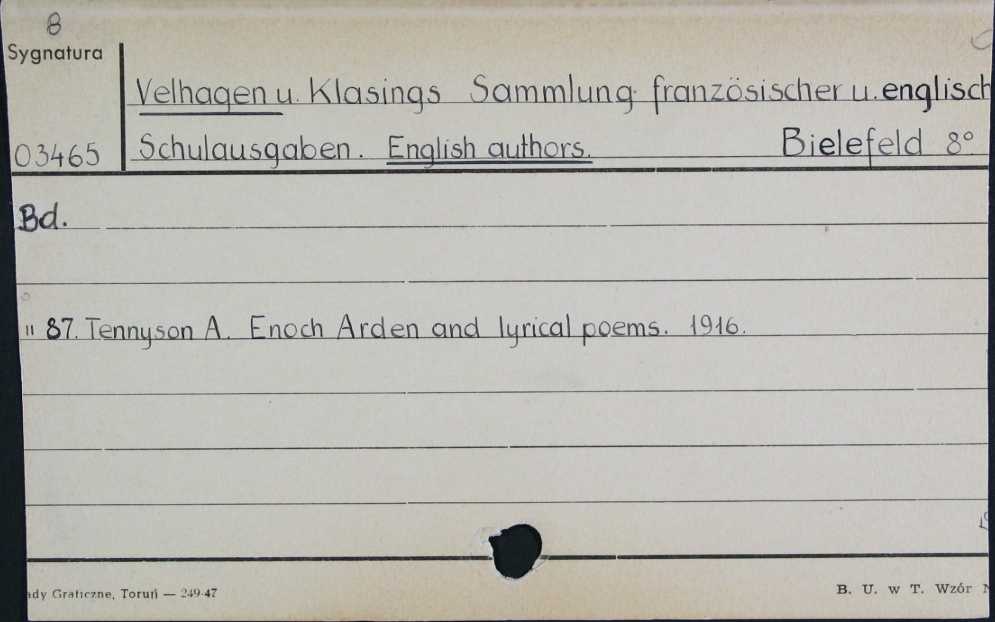 8
Sygnatura
Velhagen u. Klasings Sammlung französischer u. englisch
03465 Schulausgaben. English authors. Bielefeld 8°
Bd.
" 87. Tennyson A. Enoch Arden and lyrical poems. 1916.
ady Graficzne, Toruń — 249-47 B. U. w T. Wzór